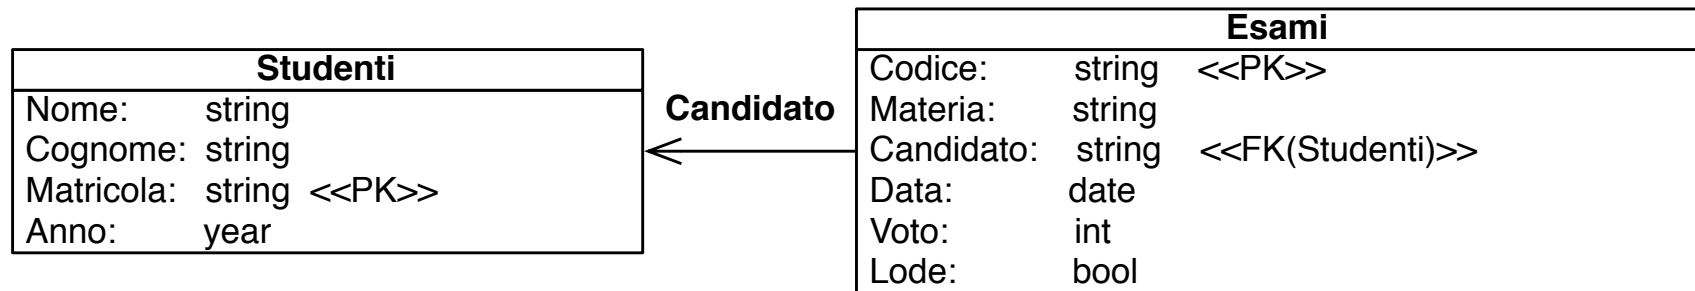 Studenti
Nome: string
Cognome: string
Matricola: string <<PK>>
Anno: year
Candidato
Esami
Codice: string <<PK>>
Materia: string
Candidato: string <<FK(Studenti)>>
Data: date
Voto: int
Lode: bool